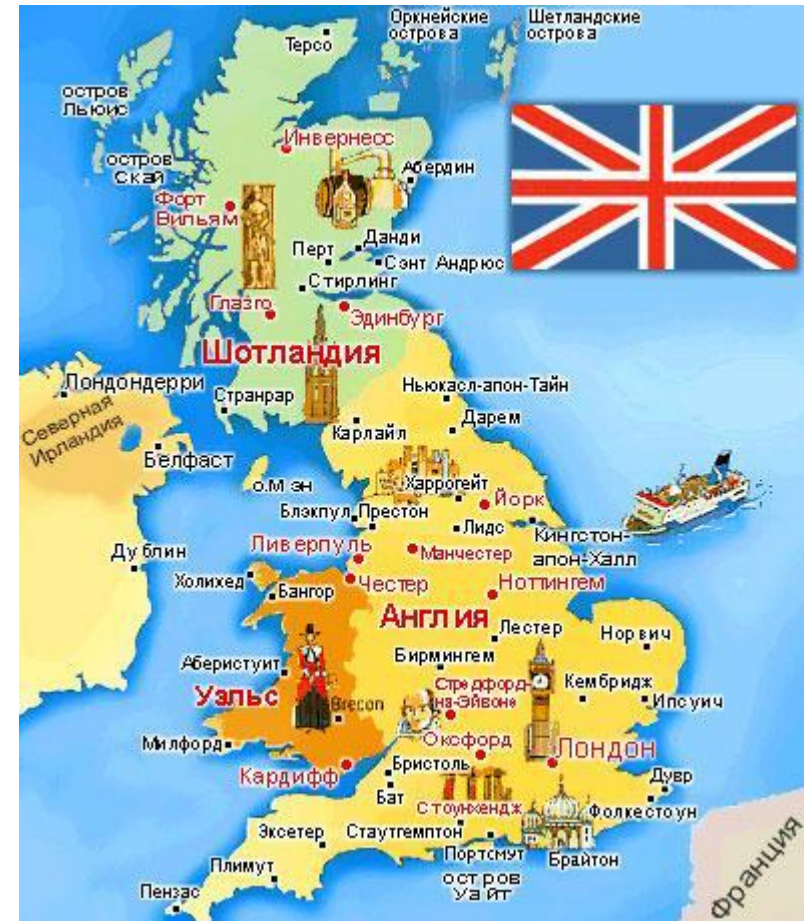 Оркнейские
острова
Шетландские
острова
Терсо
остров
Льюис
Инвернесс
остров
Скай
Абердин
Форт
Вильям
Данди
Перт
Сэнт Андрюс
Стирлинг
Глазго
Эдинбург
Шотландия
Лондондерри
Ньюкасл-апон-Тайн
Странрар
Северная
Ирландия
Дарем
Карлайл
Белфаст
о.Мэн
Харрогейт
Йорк
Блэкпул
Престон
Лидс
Кингстон-
апон-Халл
Ливерпуль
Манчестер
Дублин
Холихед
Честер
Бангор
Ноттингем
Англия
Лестер
Норвич
Бирмингем
Аберистуит
Стредфорд-
на-Эйвоне
Кембридж
Уэльс
Brecon
Ипсуич
Милфорд
Оксфорд
Лондон
Кардифф
Бристоль
Дувр
Бат
Стоунхендж
Фолкестоун
Эксетер
Стаутгемптон
Портсмут
Брайтон
Плимут
остров
Уайт
Пензас
Франция